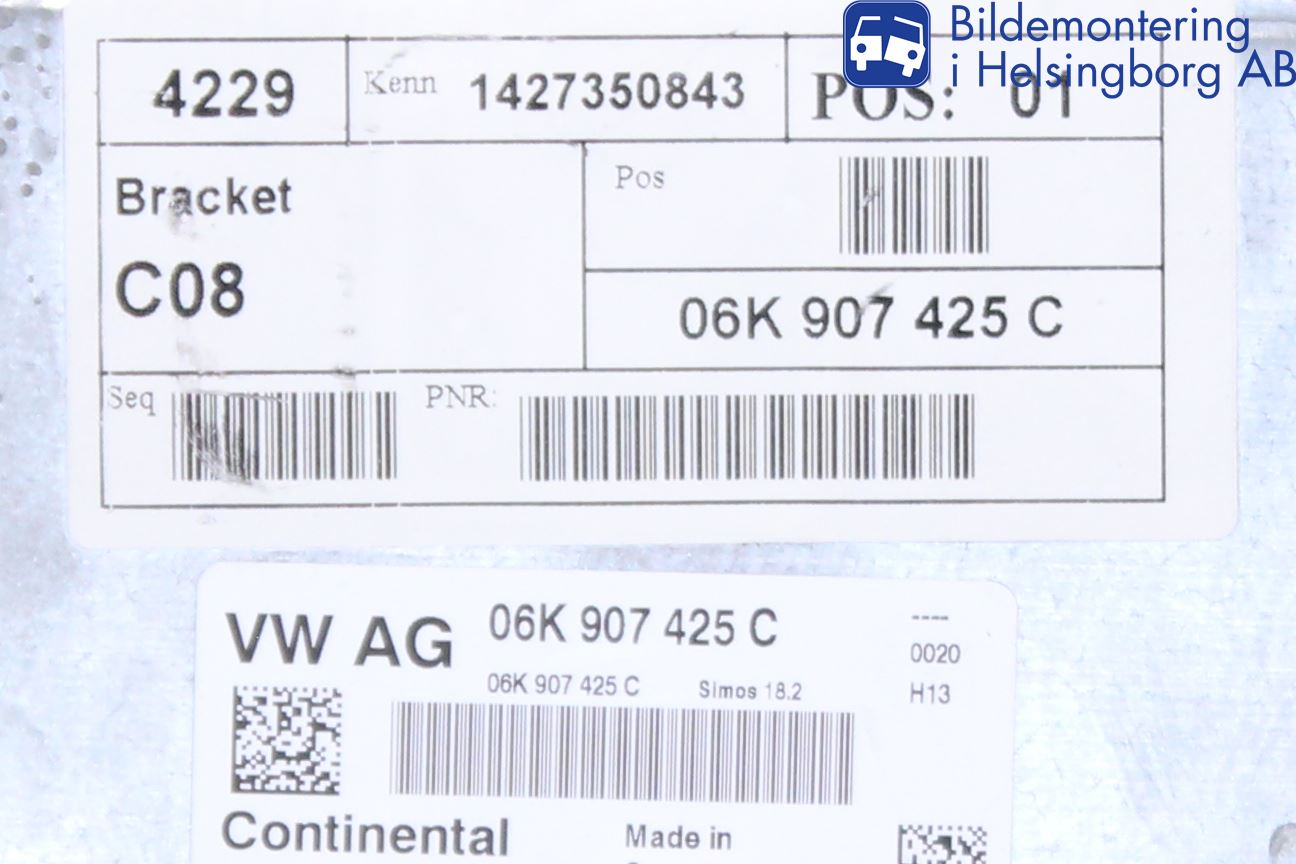 Bildemontering
i Helsingborg AB
4229 Kenn 1427350843 POS: 01
Bracket
Pos
C08
06K 907 425 C
Seq PNR:
VW AG 06K 907 425 C ----
0020
06K 907 425 C Simos 18.2 H13
Continental Made in